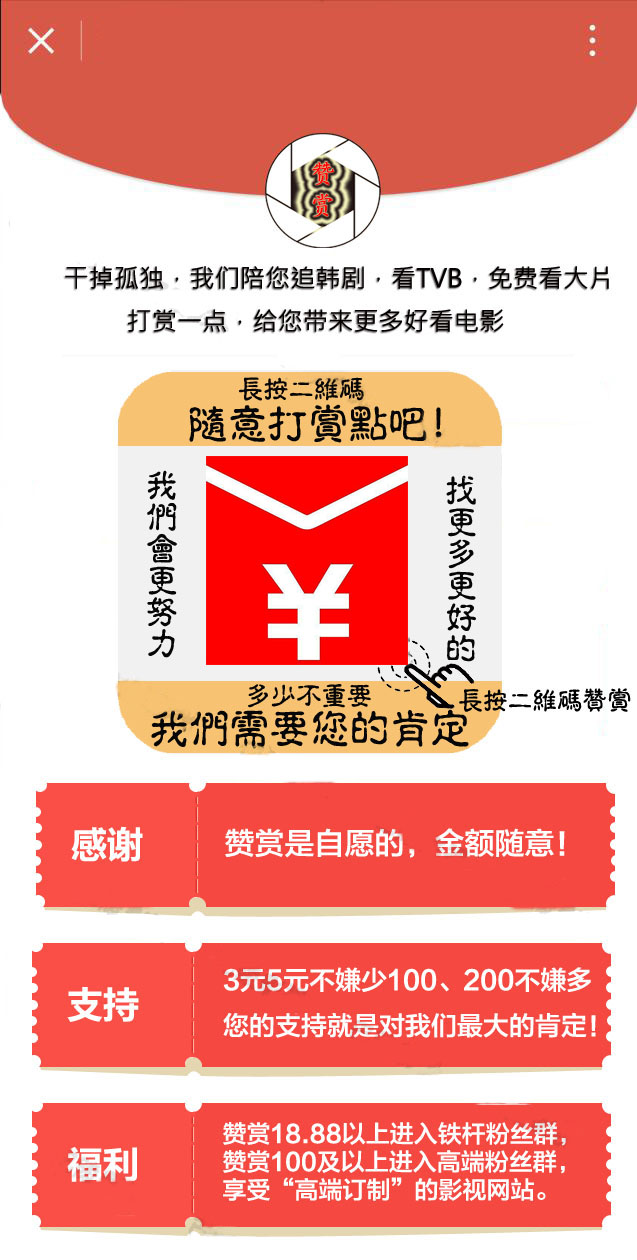 赞
赏
干掉孤独，我们陪您追韩剧，看TVB，免费看大片
打赏一点，给您带来更多好看电影
長按二維碼
隨意打賞點吧！
我們會更努力
找更多更好的
¥
多少不重要
我們需要您的肯定
長按二維碼赞賞
感谢
赞赏是自愿的，金额随意！
支持
3元5元不嫌少100、200不嫌多
您的支持就是对我们最大的肯定！
福利
赞赏18.88以上进入铁杆粉丝群，
赞赏100及以上进入高端粉丝群，
享受“高端订制”的影视网站。